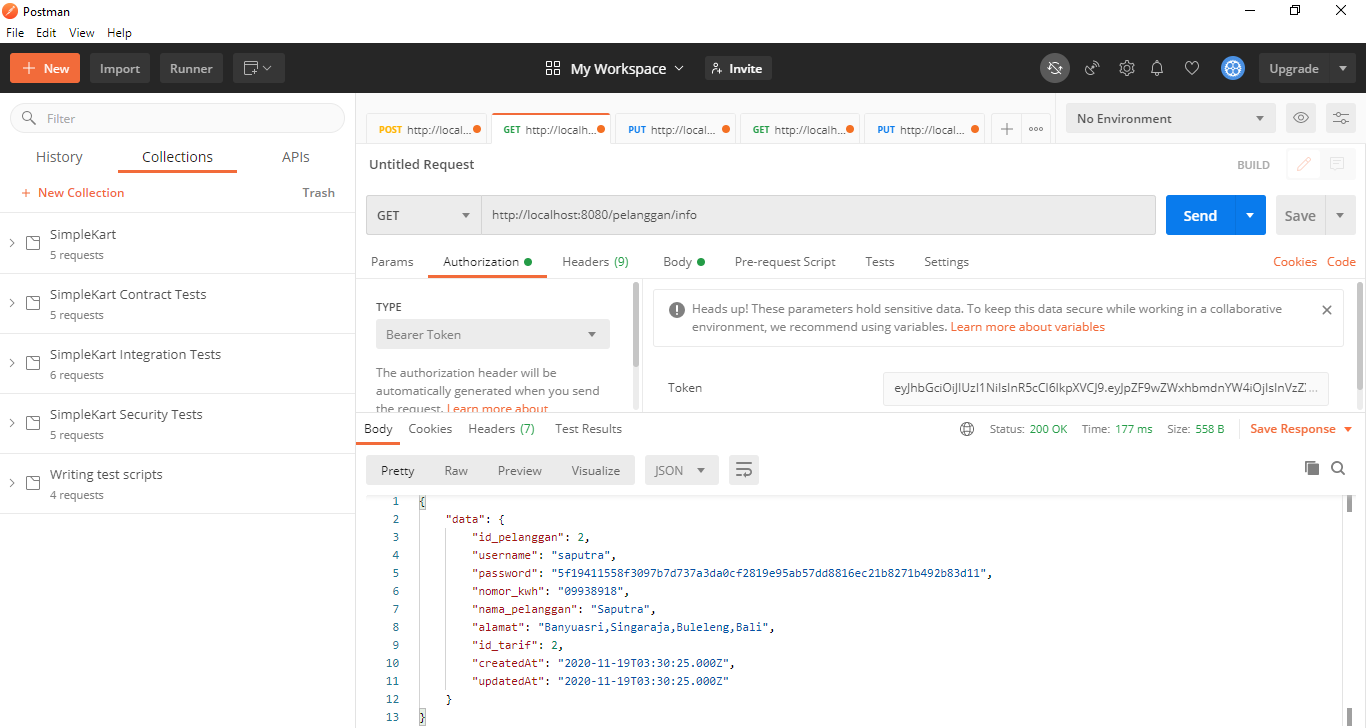 Postman
File Edit View Help
New Import Runner My Workspace Invite Upgrade
Filter
History Collections APIs
New Collection Trash
SimpleKart
5 requests
SimpleKart Contract Tests
5 requests
SimpleKart Integration Tests
6 requests
SimpleKart Security Tests
5 requests
Writing test scripts
4 requests
POST http://local... GET http://localh... PUT http://local... GET http://localh... PUT http://local... No Environment
Untitled Request BUILD
GET http://localhost:8080/pelanggan/info Send Save
Params Authorization Headers (9) Body Pre-request Script Tests Settings Cookies Code
TYPE
Bearer Token
The authorization header will be
automatically generated when you send
the request. Learn more about
Heads up! These parameters hold sensitive data. To keep this data secure while working in a collaborative
environment, we recommend using variables. Learn more about variables
Token
Body Cookies Headers (7) Test Results Status: 200 OK Time: 177 ms Size: 558 B Save Response
Pretty Raw Preview Visualize JSON
1 {
2 "data": {
3 "id_pelanggan": 2,
4 "username": "saputra",
5 "password": "5f19411558f3097b7d737a3da0cf2819e95ab57dd8816ec21b8271b492b83d11",
6 "nomor_kwh": "09938918",
7 "nama_pelanggan": "Saputra",
8 "alamat": "Banyuasri,Singaraja,Buleleng,Bali",
9 "id_tarif": 2,
10 "createdAt": "2020-11-19T03:30:25.000Z",
11 "updatedAt": "2020-11-19T03:30:25.000Z"
12 }
13 }